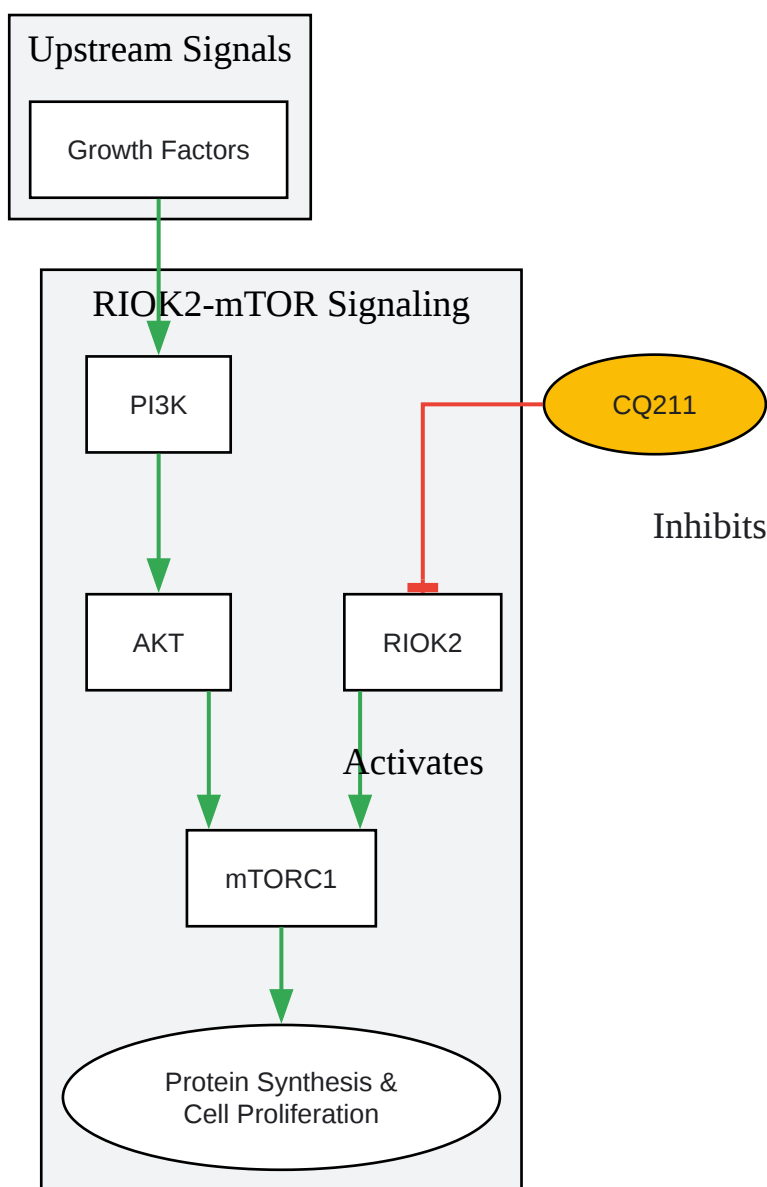 Upstream Signals
Growth Factors
RIOK2-mTOR Signaling
PI3K
CQ211
Inhibits
AKT
RIOK2
Activates
mTORC1
Protein Synthesis &
Cell Proliferation